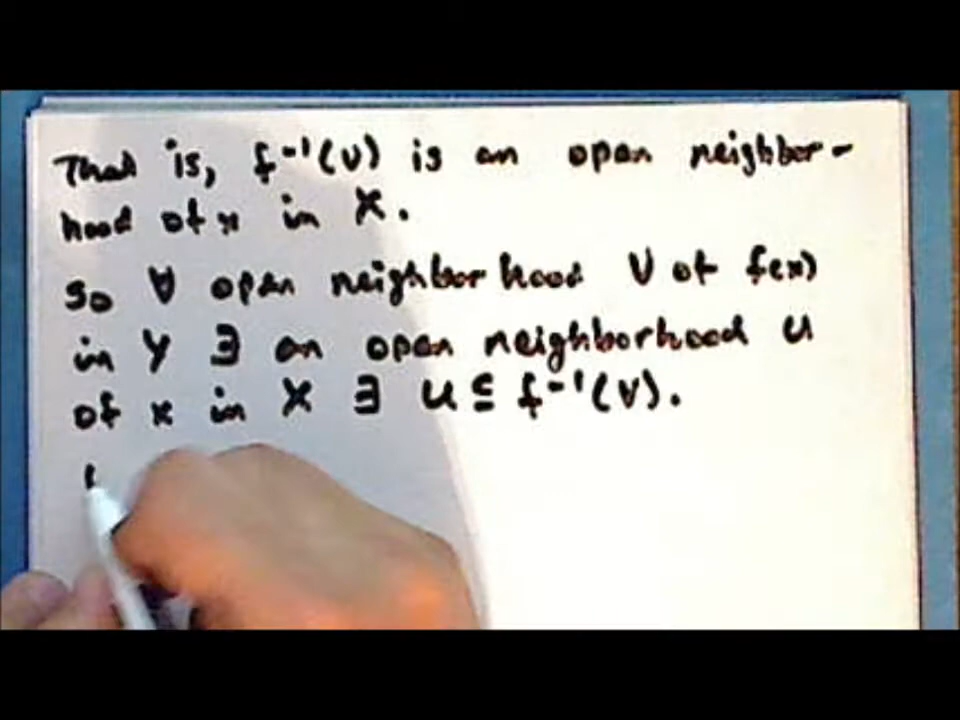 That is, f⁻¹(V) is an open neighbor-
hood of x in X.
So ∀ open neighborhood V of f(x)
in Y ∃ an open neighborhood U
of x in X ∃ U ⊆ f⁻¹(V).